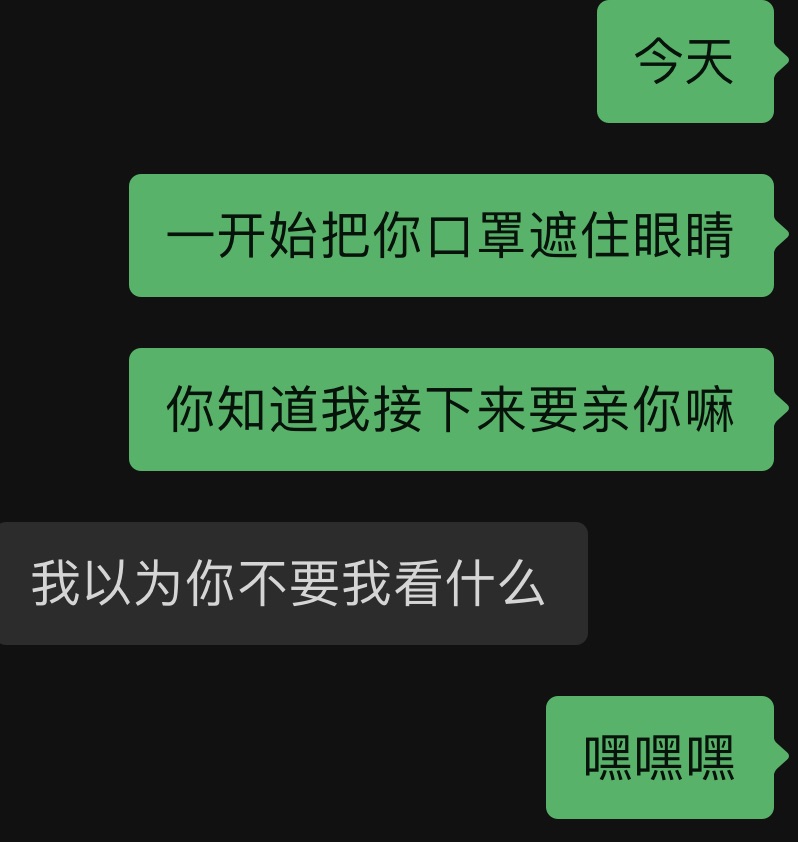 今天
一开始把你口罩遮住眼睛
你知道我接下来要亲你嘛
我以为你不要我看什么
嘿嘿嘿